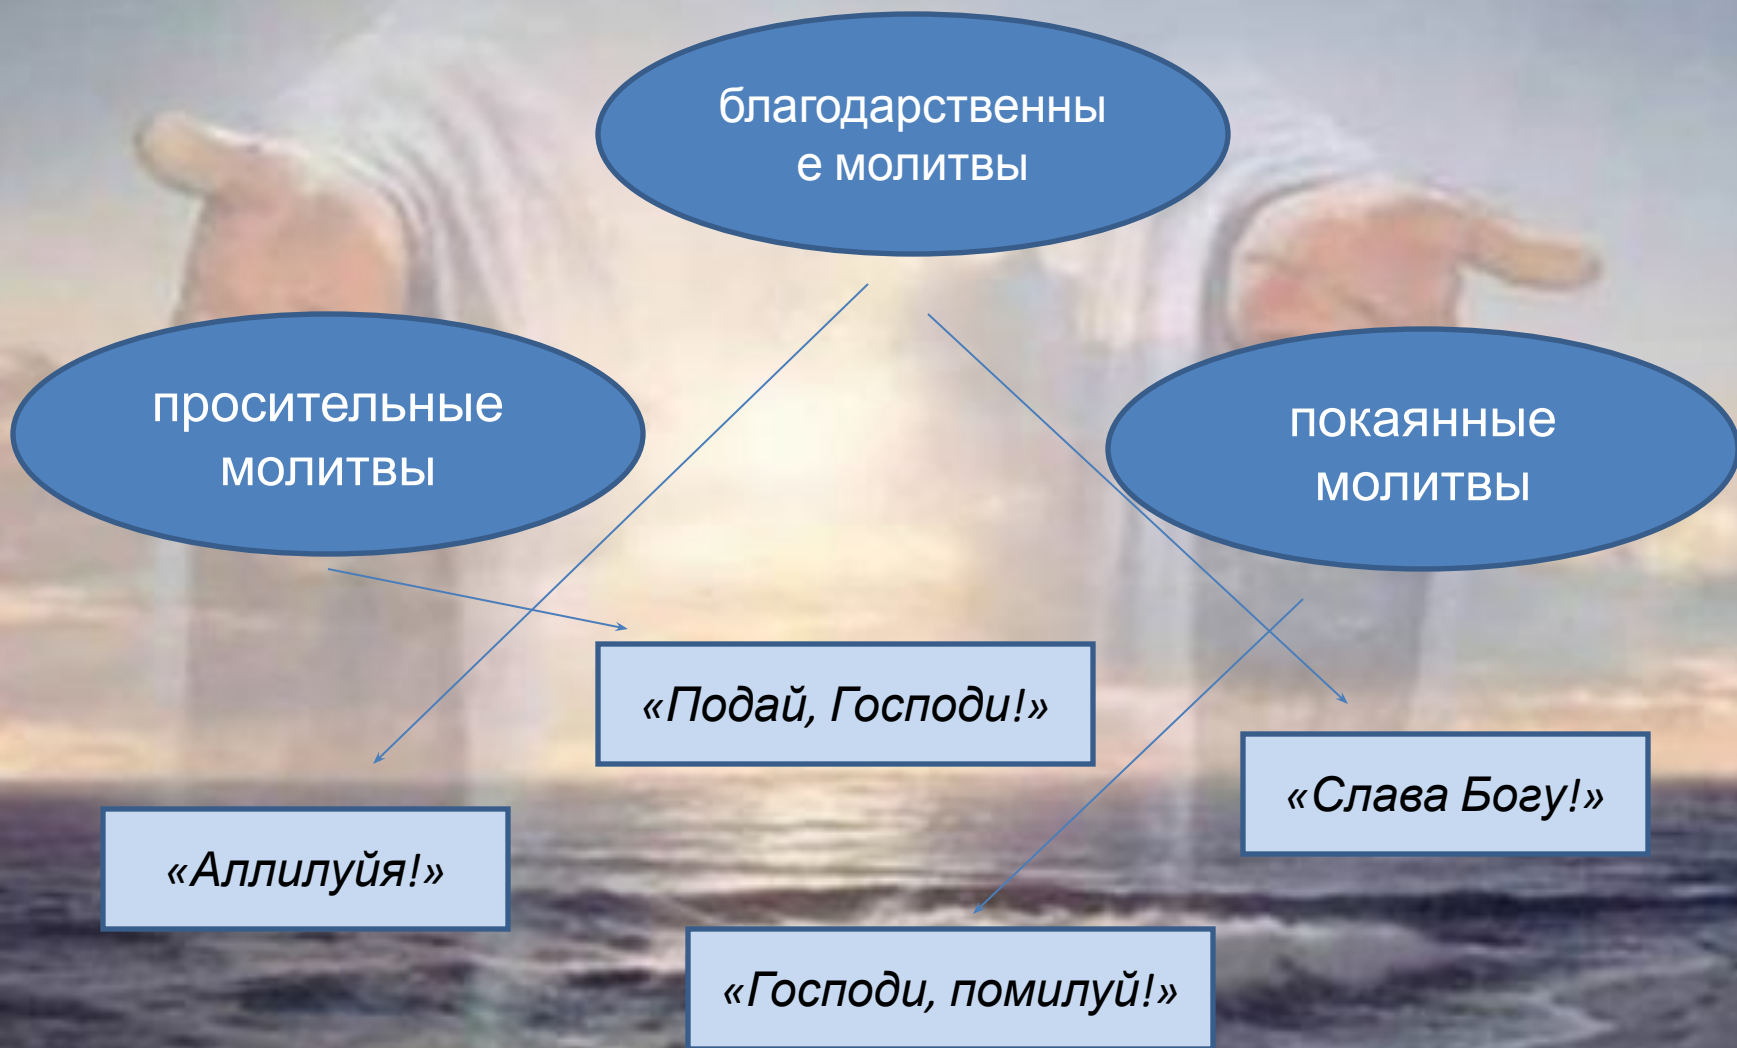 благодарственны
е молитвы
просительные
молитвы
покаянные
молитвы
«Подай, Господи!»
«Слава Богу!»
«Аллилуйя!»
«Господи, помилуй!»